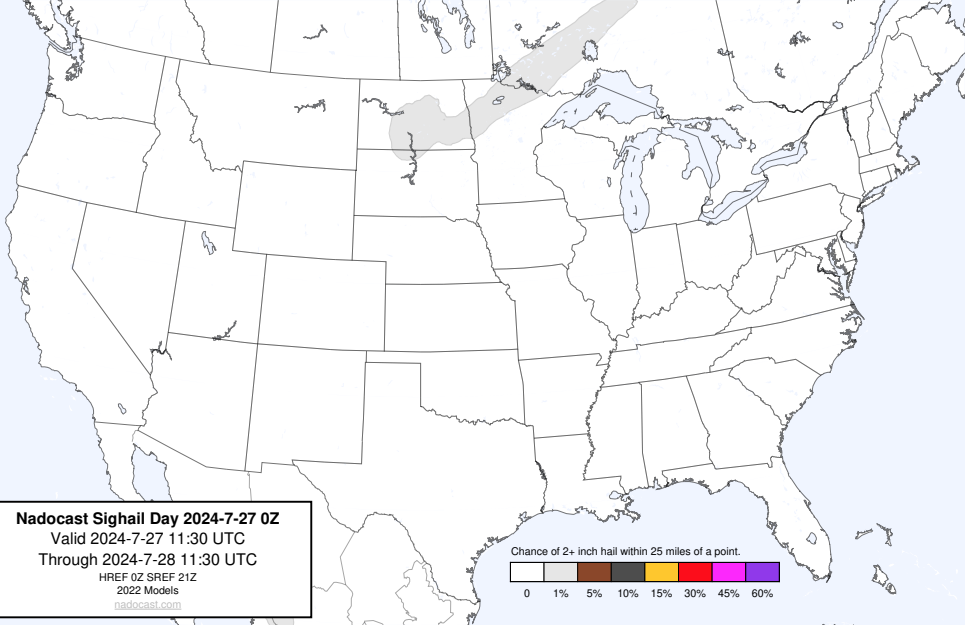 Nadocast Sighail Day 2024-7-27 0Z
Valid 2024-7-27 11:30 UTC
Through 2024-7-28 11:30 UTC
HREF 0Z SREF 21Z
2022 Models
nadocast.com
Chance of 2+ inch hail within 25 miles of a point.
0 1% 5% 10% 15% 30% 45% 60%